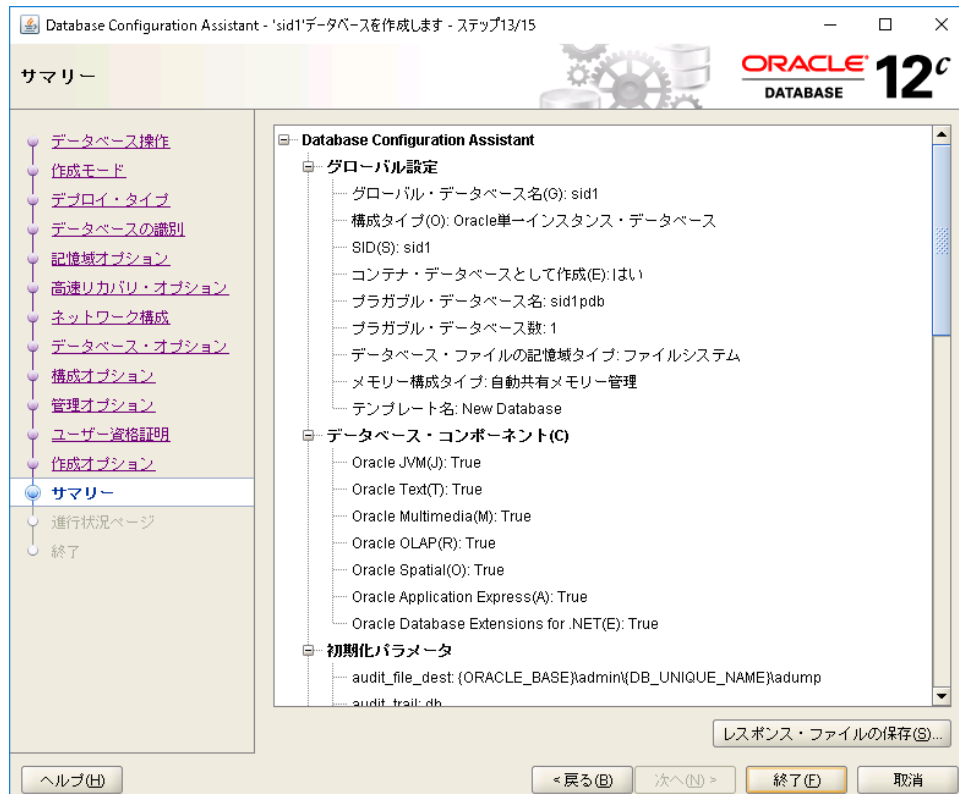 Database Configuration Assistant - 'sid1'データベースを作成します - ステップ13/15
サマリー
ORACLE
DATABASE
12c
データベース操作
作成モード
デプロイ・タイプ
データベースの識別
記憶域オプション
高速リカバリ・オプション
ネットワーク構成
データベース・オプション
構成オプション
管理オプション
ユーザー資格証明
作成オプション
サマリー
進行状況ページ
終了
Database Configuration Assistant
グローバル設定
グローバル・データベース名(G): sid1
構成タイプ(O): Oracle単一インスタンス・データベース
SID(S): sid1
コンテナ・データベースとして作成(E): はい
プラガブル・データベース名: sid1pdb
プラガブル・データベース数: 1
データベース・ファイルの記憶域タイプ: ファイルシステム
メモリー構成タイプ: 自動共有メモリー管理
テンプレート名: New Database
データベース・コンポーネント(C)
Oracle JVM(J): True
Oracle Text(T): True
Oracle Multimedia(M): True
Oracle OLAP(R): True
Oracle Spatial(O): True
Oracle Application Express(A): True
Oracle Database Extensions for .NET(E): True
初期化パラメータ
audit_file_dest: {ORACLE_BASE}\admin\{DB_UNIQUE_NAME}\adump
audit_trail: db
レスポンス・ファイルの保存(S)...
ヘルプ(H)
< 戻る(B)
次へ(N) >
終了(F)
取消